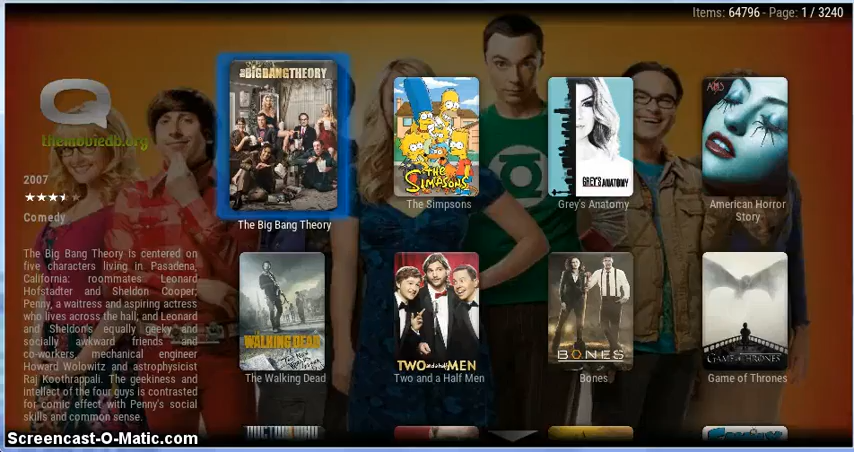 Items: 64796 - Page: 1 / 3240
themoviedb.org
2007
Comedy
The Big Bang Theory is centered on
five characters living in Pasadena,
California: roommates Leonard
Hofstadter and Sheldon Cooper;
Penny, a waitress and aspiring actress
who lives across the hall; and Leonard
and Sheldon's equally geeky and
socially awkward friends and
co-workers, mechanical engineer
Howard Wolowitz and astrophysicist
Raj Koothrappali. The geekiness and
intellect of the four guys is contrasted
for comic effect with Penny's social
skills and common sense.
THE BIG BANG THEORY
The Big Bang Theory
the SIMPSONS
The Simpsons
GREY'S ANATOMY
Grey's Anatomy
AHS
American Horror
Story
THE WALKING DEAD
The Walking Dead
TWO and a half MEN
Two and a Half Men
BONES
Bones
GAME OF THRONES
Game of Thrones
DOCTOR WHO
Screencast-O-Matic.com